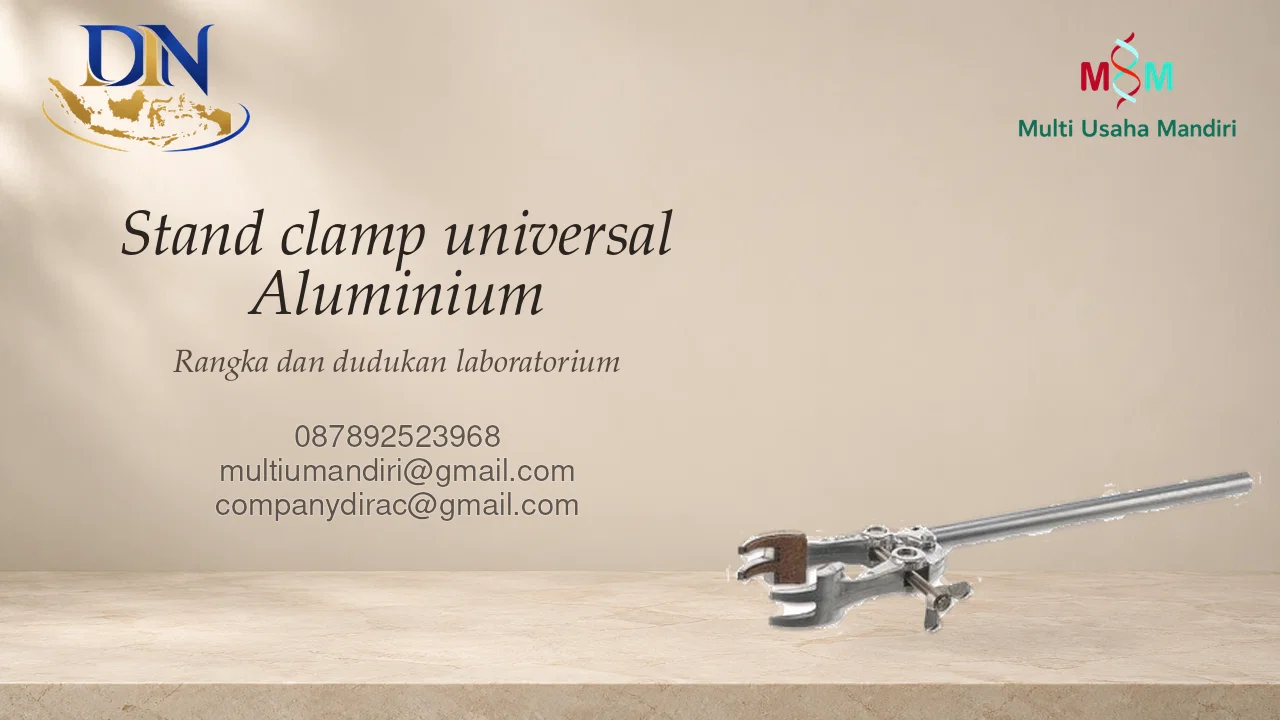 DIN
M M
Multi Usaha Mandiri
Stand clamp universal
Aluminium
Rangka dan dudukan laboratorium
087892523968
multiumandiri@gmail.com
companydirac@gmail.com